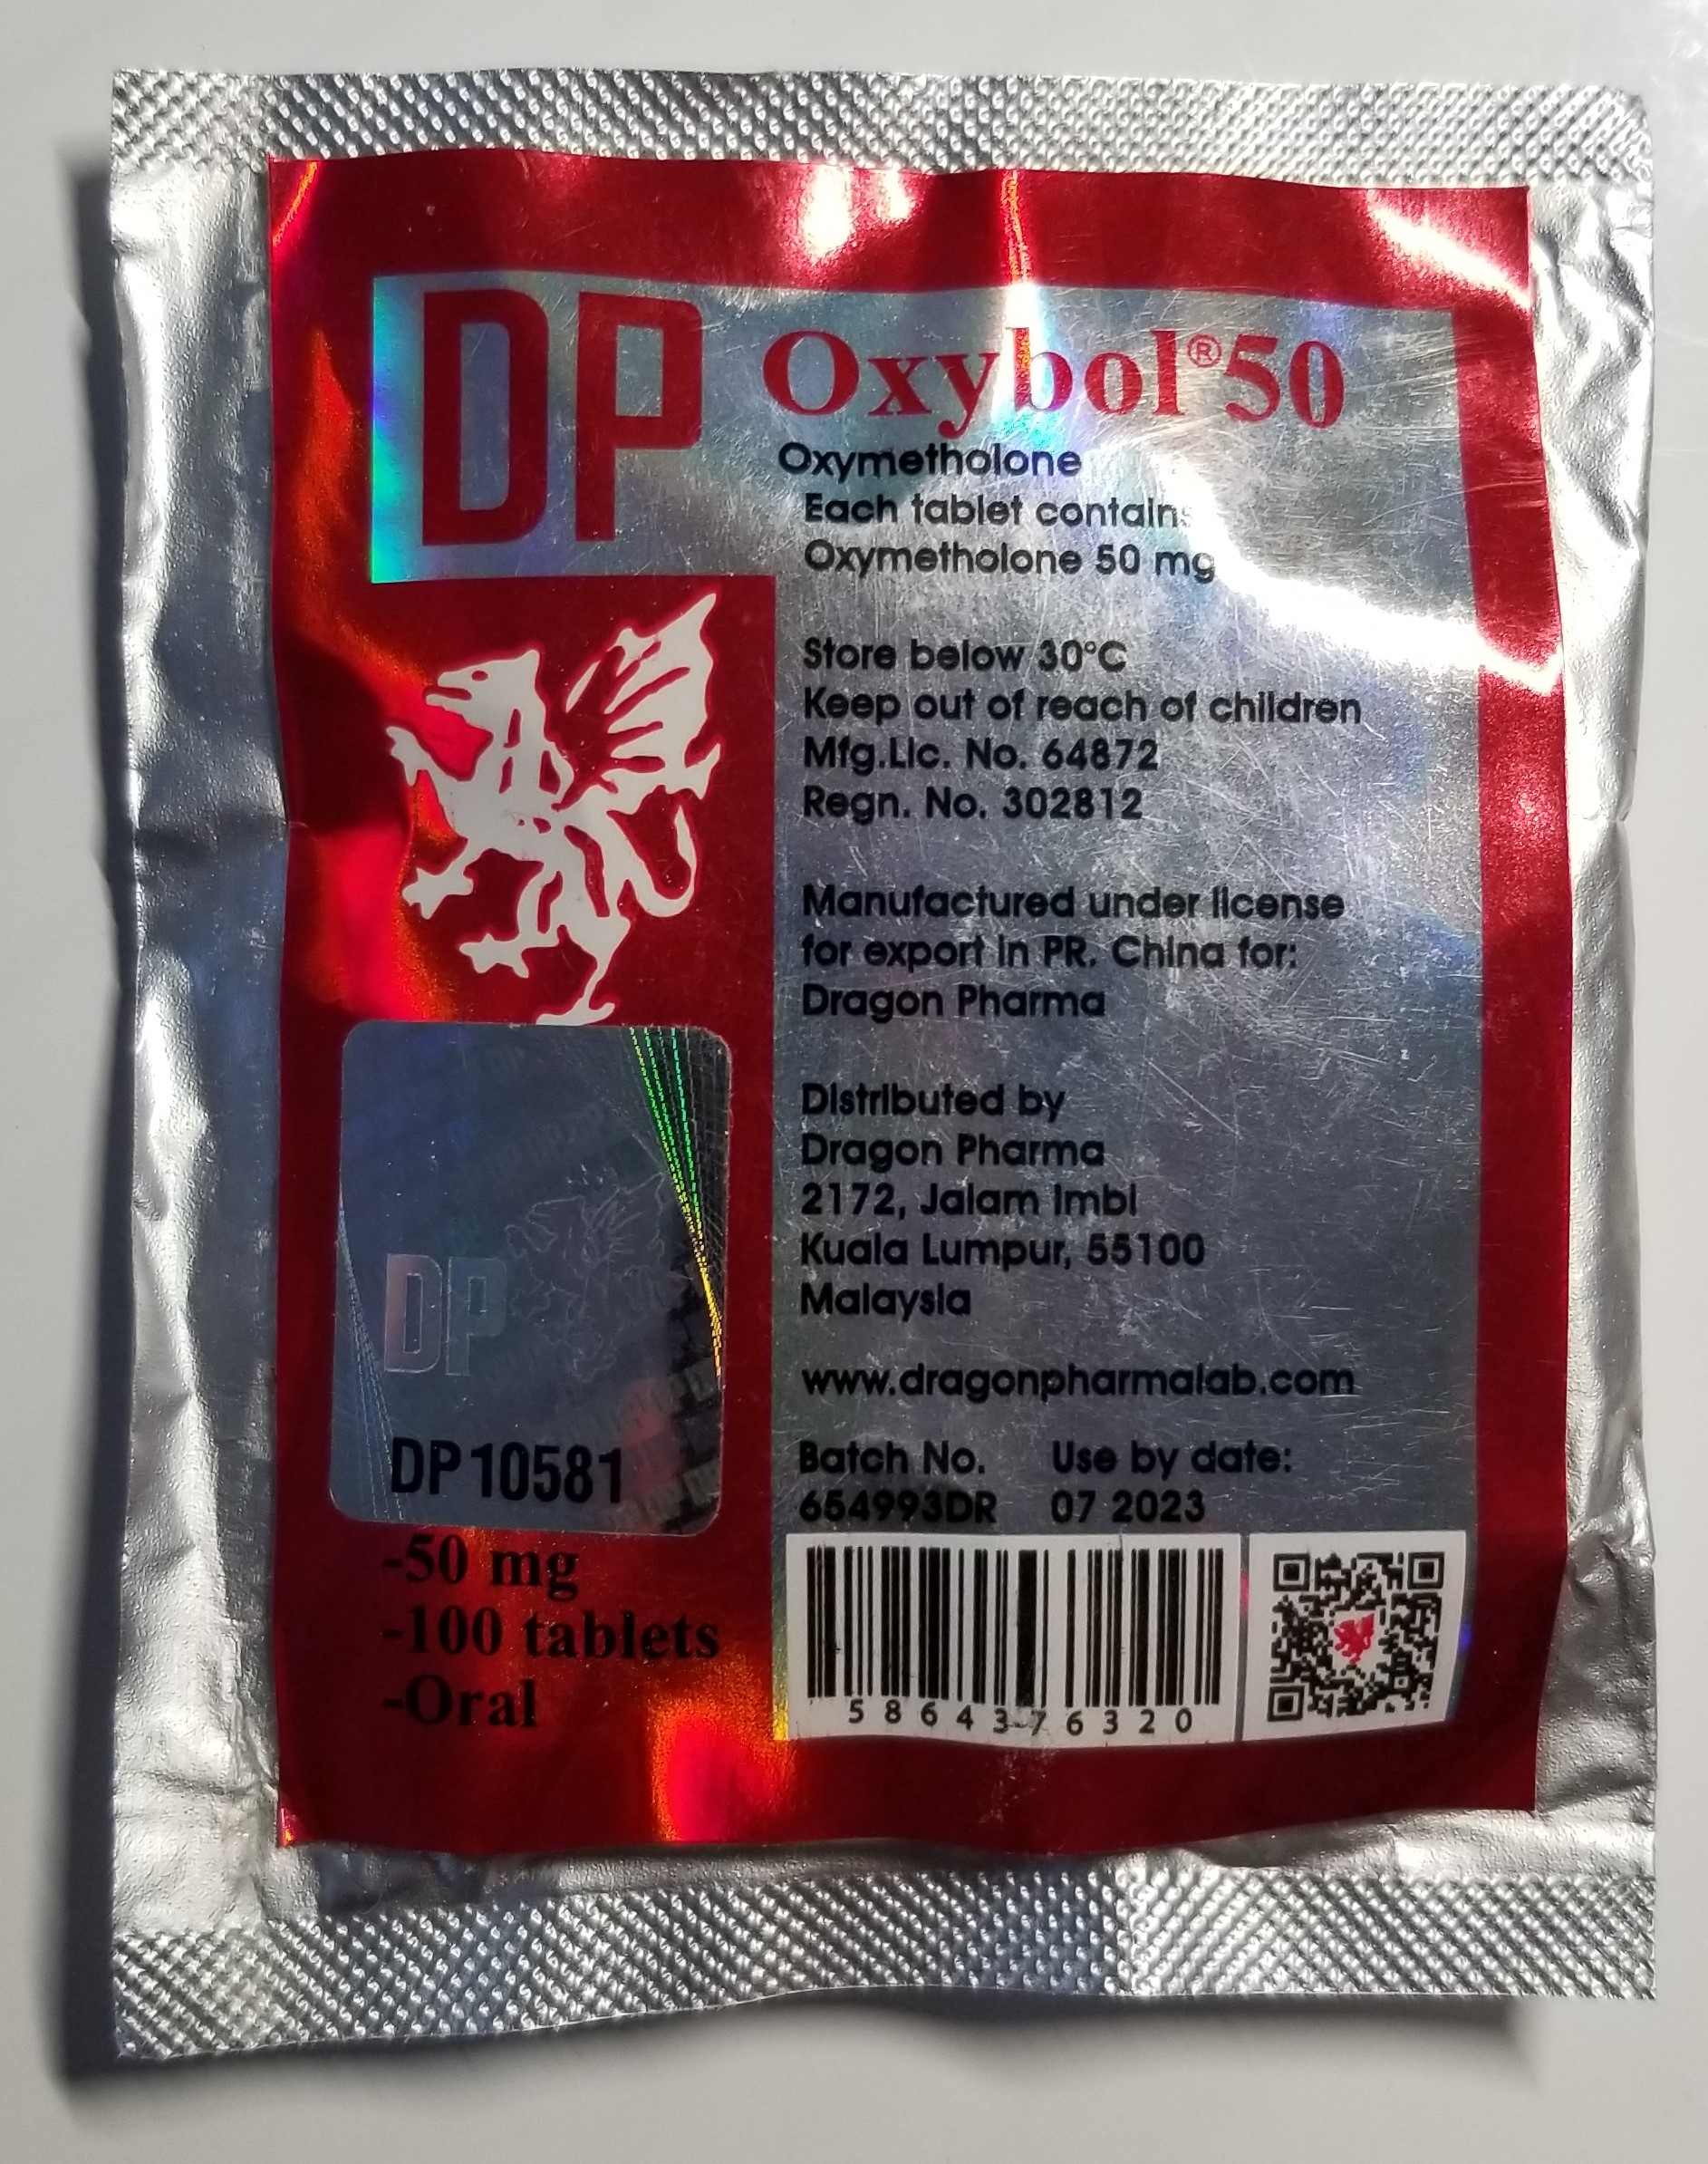 DP
Oxybol®50
Oxymetholone
Each tablet contains
Oxymetholone 50 mg
Store below 30°C
Keep out of reach of children
Mfg.Lic. No. 64872
Regn. No. 302812
Manufactured under license
for export in PR. China for:
Dragon Pharma
Distributed by
Dragon Pharma
2172, Jalam Imbi
Kuala Lumpur, 55100
Malaysia
www.dragonpharmalab.com
Batch No. Use by date:
654993DR 07 2023
58643-76320
DP
DP10581
-50 mg
-100 tablets
-Oral